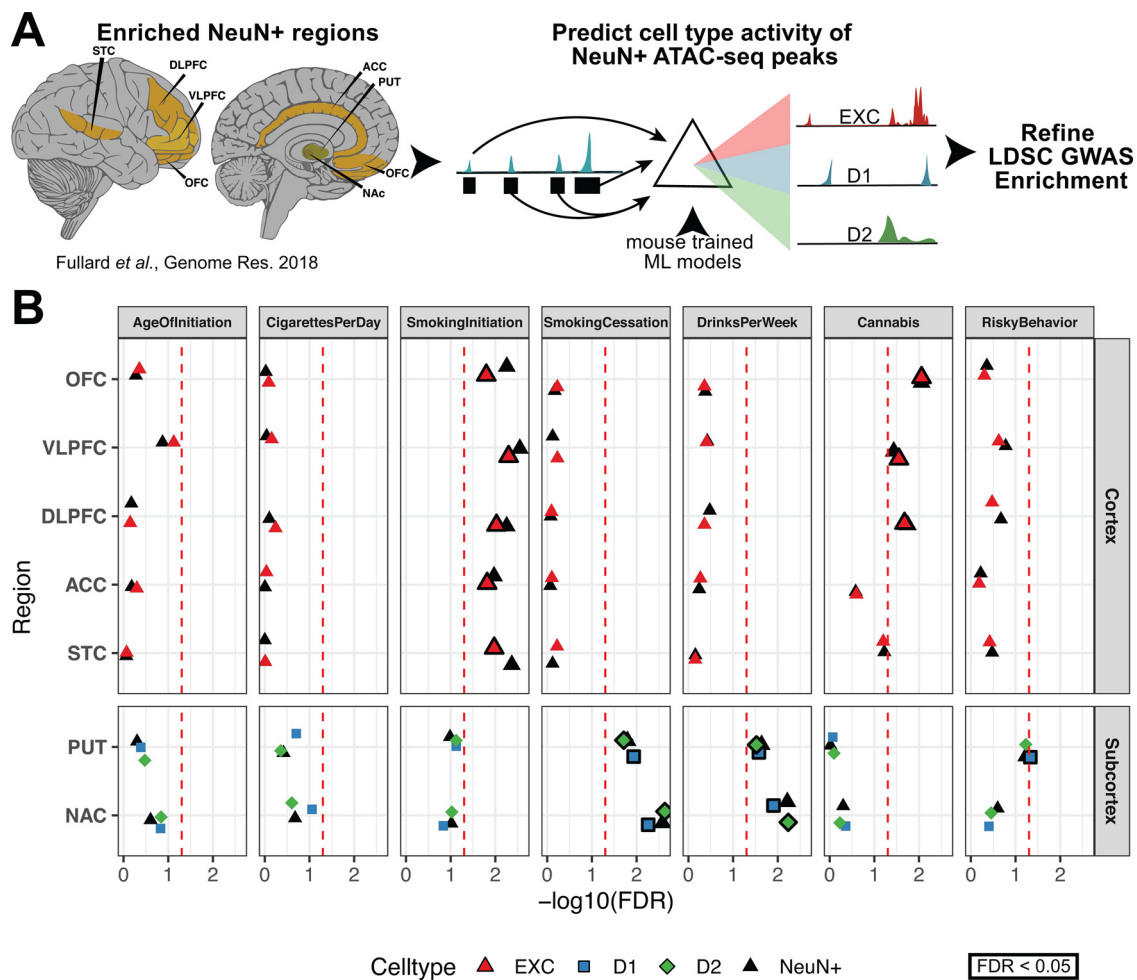 A
Enriched NeuN+ regions
STC
DLPFC
VLPFC
OFC
ACC
PUT
OFC
NAc
Fullard et al., Genome Res. 2018
Predict cell type activity of
NeuN+ ATAC-seq peaks
mouse trained
ML models
EXC
D1
D2
Refine
LDSC GWAS
Enrichment
B
AgeOfInitiation CigarettesPerDay SmokingInitiation SmokingCessation DrinksPerWeek Cannabis RiskyBehavior
Region
OFC
VLPFC
DLPFC
ACC
STC
Cortex
PUT
NAC
Subcortex
0 1 2 0 1 2 0 1 2 0 1 2 0 1 2 0 1 2 0 1 2
−log10(FDR)
Celltype EXC D1 D2 NeuN+
FDR < 0.05